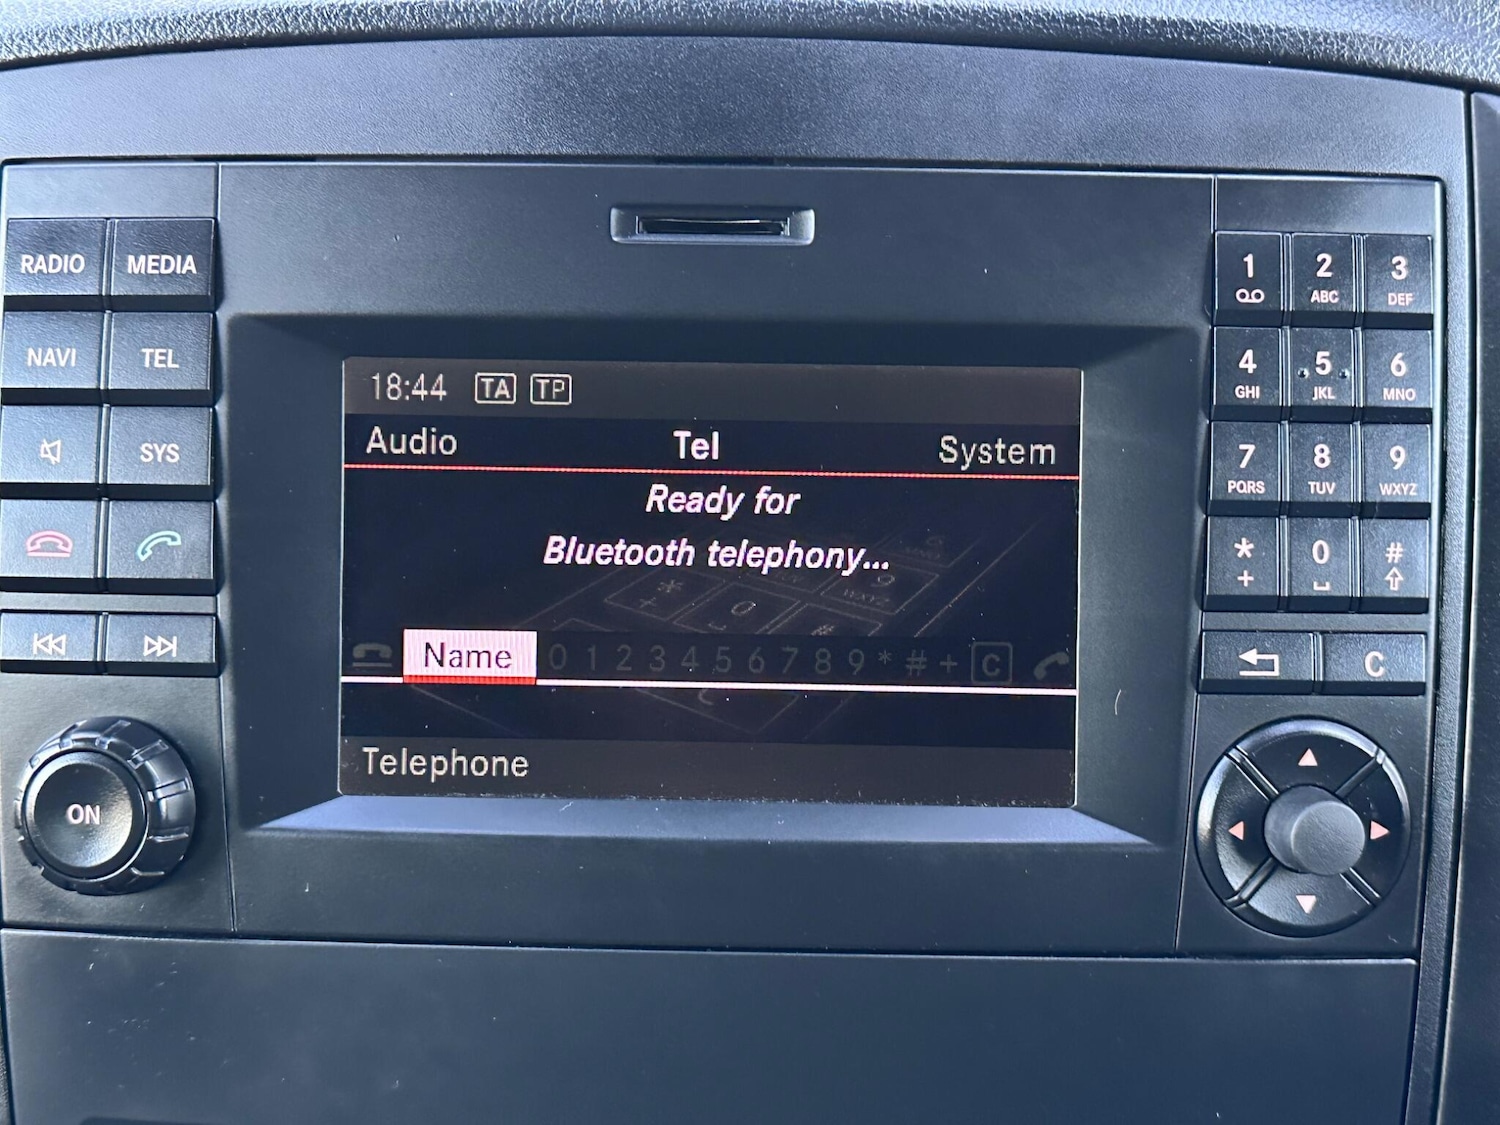 RADIO MEDIA
NAVI TEL
SYS
ON
18:44 TA TP
Audio Tel System
Ready for
Bluetooth telephony...
Name 0 1 2 3 4 5 6 7 8 9 * # + C
Telephone
1 2 3
ABC DEF
4 5 6
GHI JKL MNO
7 8 9
PQRS TUV WXYZ
* 0 #
+
C